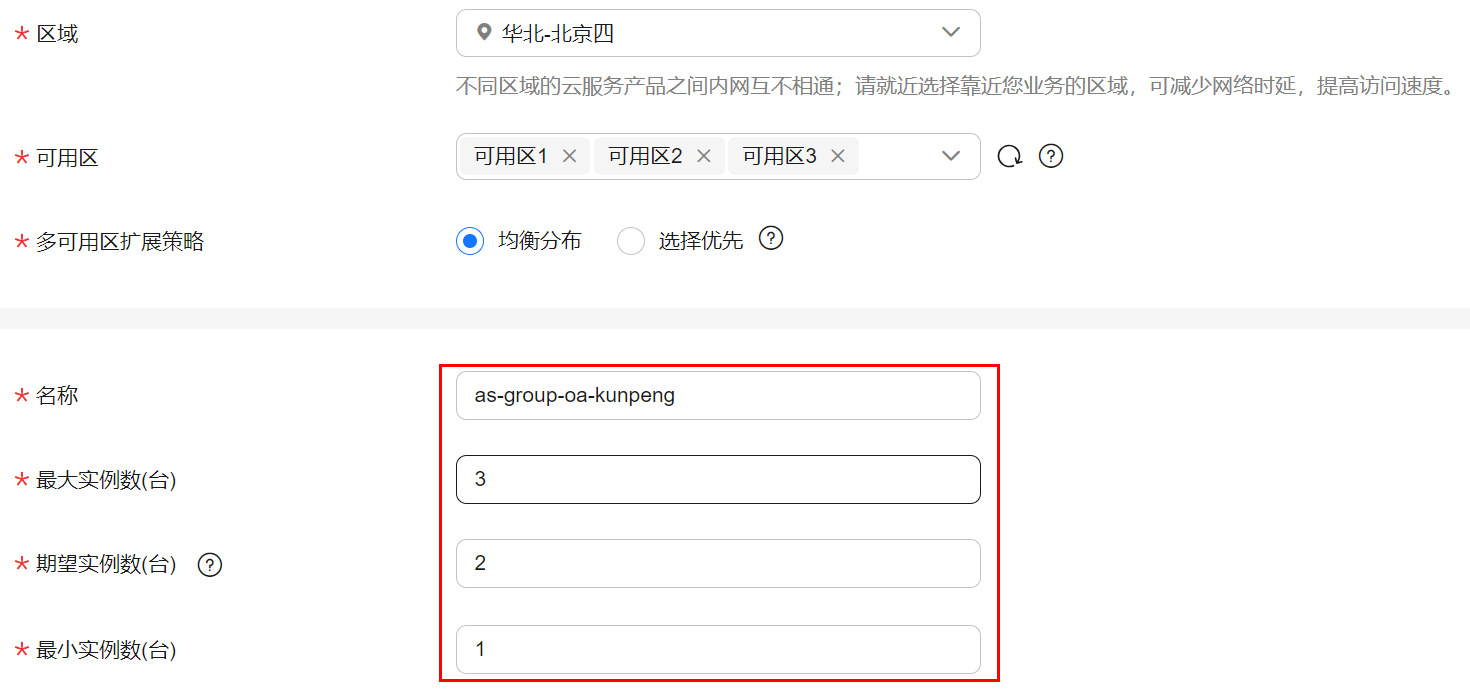 * 区域
华北-北京四
不同区域的云服务产品之间内网互不相通；请就近选择靠近您业务的区域，可减少网络时延，提高访问速度。
* 可用区
可用区1 × 可用区2 × 可用区3 ×
* 多可用区扩展策略
均衡分布 选择优先 ?
* 名称
as-group-oa-kunpeng
* 最大实例数(台)
3
* 期望实例数(台) ?
2
* 最小实例数(台)
1